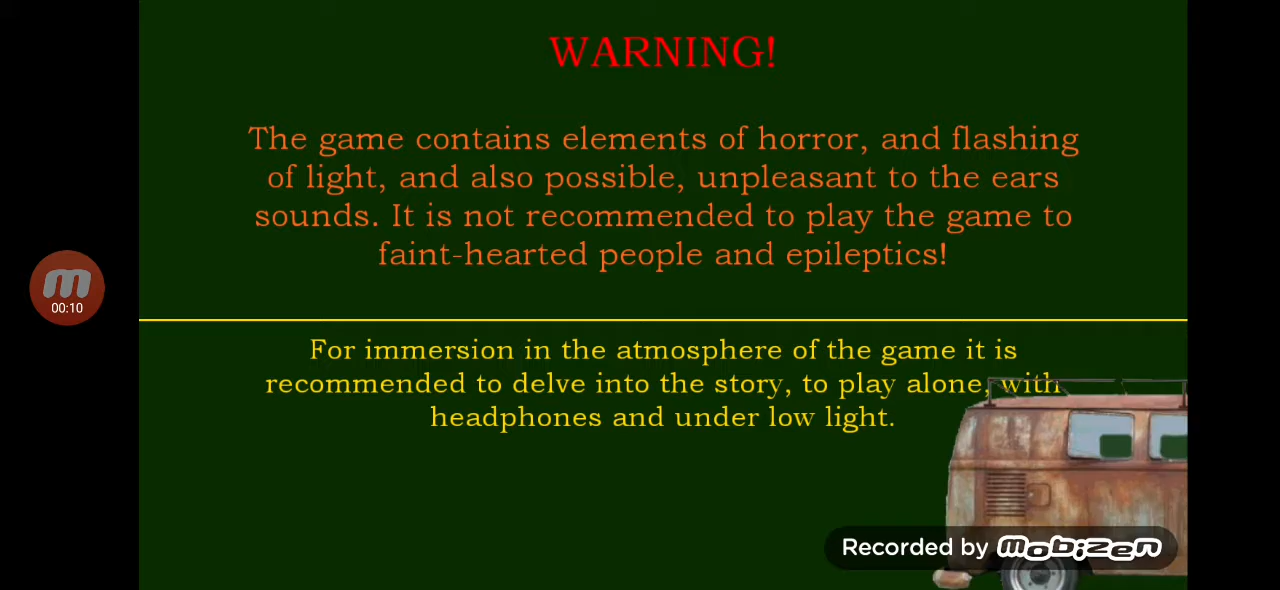 WARNING!
The game contains elements of horror, and flashing
of light, and also possible, unpleasant to the ears
sounds. It is not recommended to play the game to
faint-hearted people and epileptics!
m
00:10
For immersion in the atmosphere of the game it is
recommended to delve into the story, to play alone, with
headphones and under low light.
Recorded by mobizen